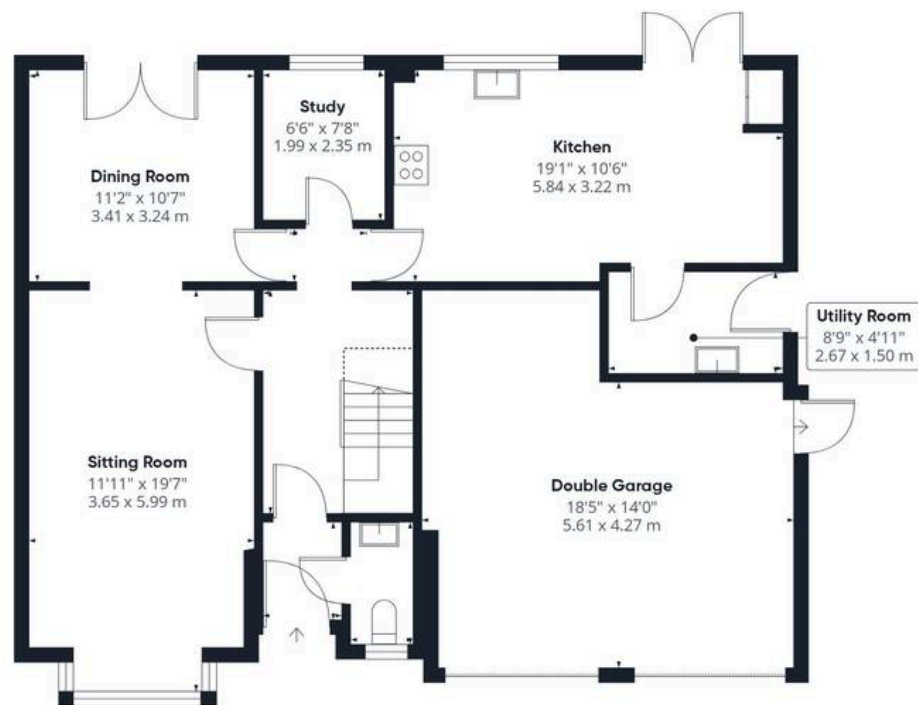 Study
6'6" x 7'8"
1.99 x 2.35 m
Kitchen
19'1" x 10'6"
5.84 x 3.22 m
Dining Room
11'2" x 10'7"
3.41 x 3.24 m
Utility Room
8'9" x 4'11"
2.67 x 1.50 m
Sitting Room
11'11" x 19'7"
3.65 x 5.99 m
Double Garage
18'5" x 14'0"
5.61 x 4.27 m